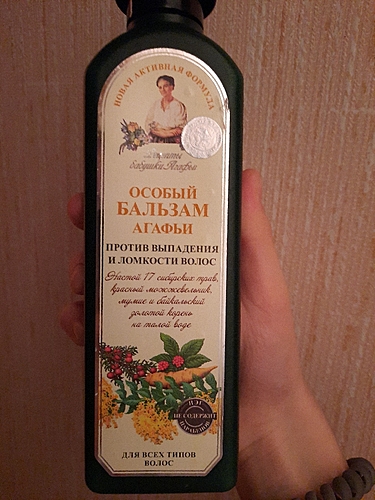 НОВАЯ АКТИВНАЯ ФОРМУЛА
бабушки Агафьи
ОСОБЫЙ
БАЛЬЗАМ
АГАФЬИ
ПРОТИВ ВЫПАДЕНИЯ
И ЛОМКОСТИ ВОЛОС
Настой 17 сибирских трав,
красный можжевельник,
мумие и байкальский
золотой корень
на талой воде
НЕ СОДЕРЖИТ
ПАРАБЕНОВ
ДЛЯ ВСЕХ ТИПОВ
ВОЛОС